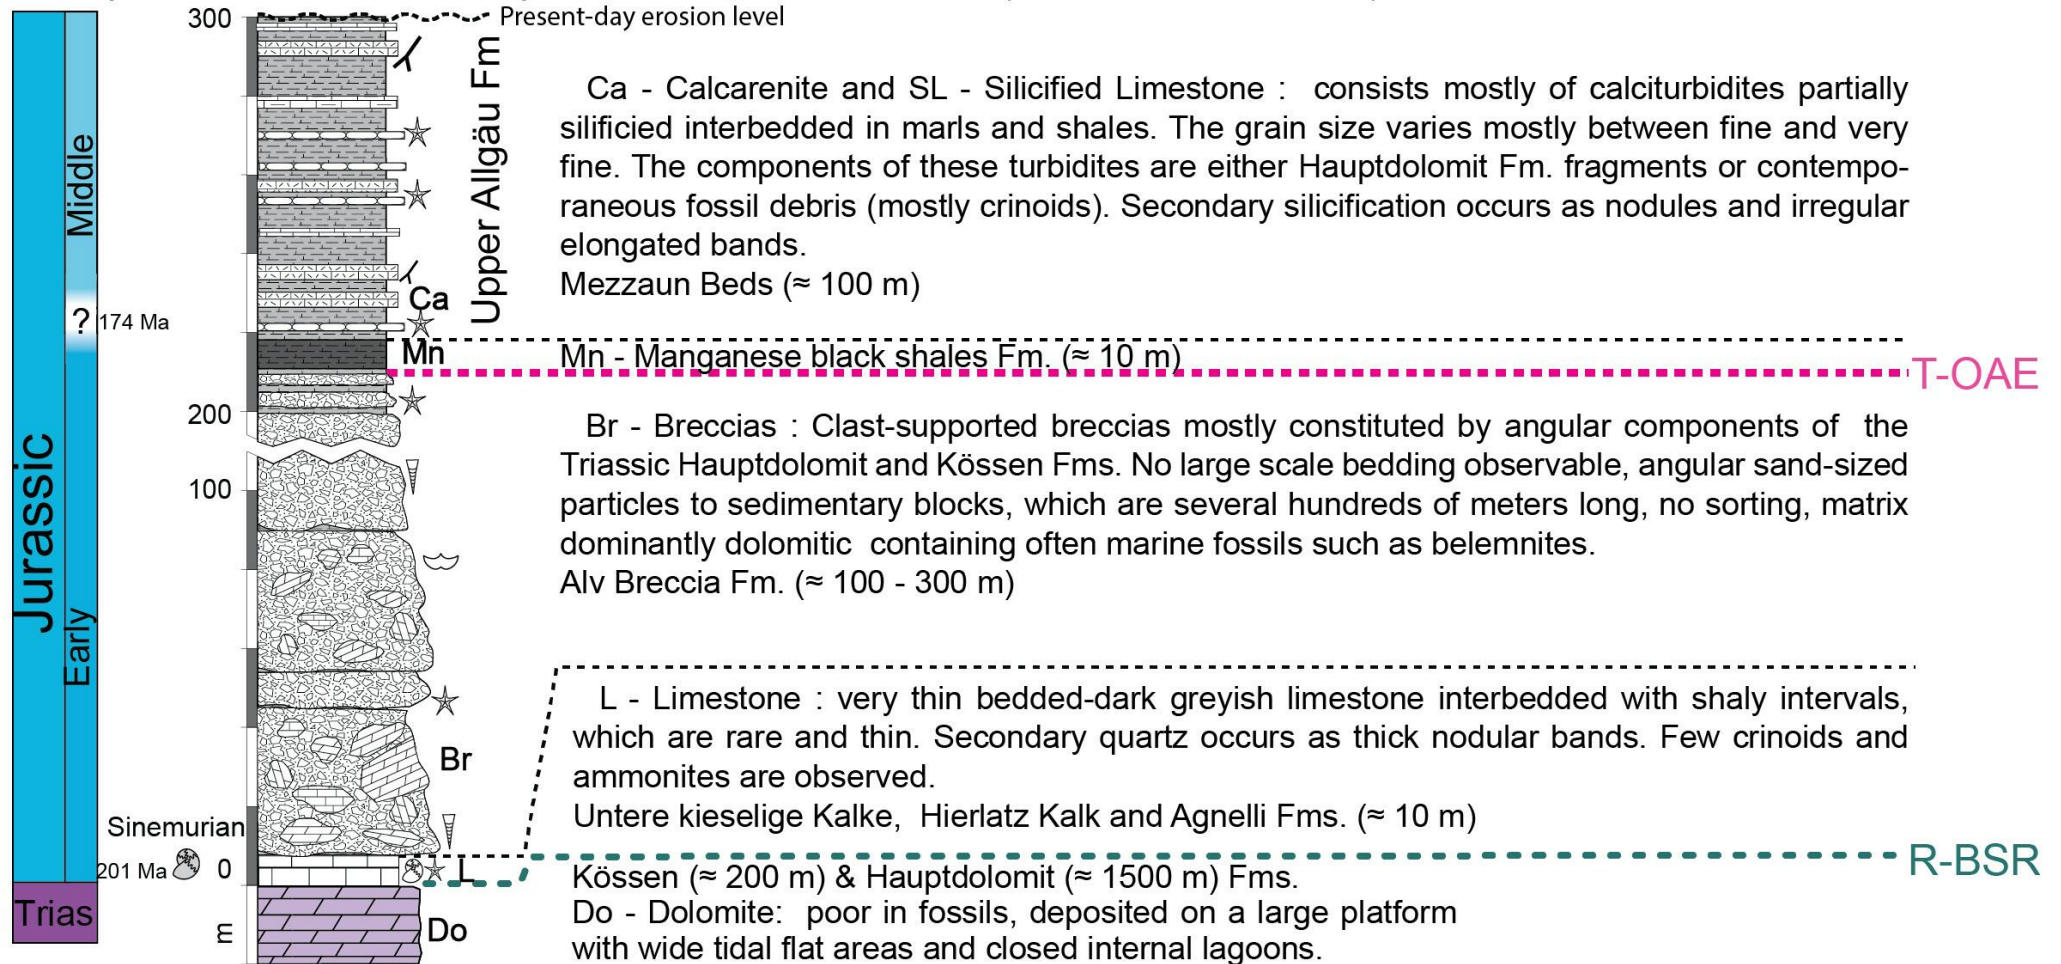 300
Present-day erosion level
Jurassic
Middle
Early
Trias
Upper Allgäu Fm
Ca - Calcarenite and SL - Silicified Limestone : consists mostly of calciturbidites partially
silificied interbedded in marls and shales. The grain size varies mostly between fine and very
fine. The components of these turbidites are either Hauptdolomit Fm. fragments or contempo-
raneous fossil debris (mostly crinoids). Secondary silicification occurs as nodules and irregular
elongated bands.
Mezzaun Beds (≈ 100 m)
Ca
? 174 Ma
Mn
Mn - Manganese black shales Fm. (≈ 10 m)
T-OAE
200
Br - Breccias : Clast-supported breccias mostly constituted by angular components of the
Triassic Hauptdolomit and Kössen Fms. No large scale bedding observable, angular sand-sized
particles to sedimentary blocks, which are several hundreds of meters long, no sorting, matrix
dominantly dolomitic containing often marine fossils such as belemnites.
Alv Breccia Fm. (≈ 100 - 300 m)
100
L - Limestone : very thin bedded-dark greyish limestone interbedded with shaly intervals,
which are rare and thin. Secondary quartz occurs as thick nodular bands. Few crinoids and
ammonites are observed.
Untere kieselige Kalke, Hierlatz Kalk and Agnelli Fms. (≈ 10 m)
Br
Sinemurian
201 Ma
0
L
R-BSR
Kössen (≈ 200 m) & Hauptdolomit (≈ 1500 m) Fms.
Do - Dolomite: poor in fossils, deposited on a large platform
with wide tidal flat areas and closed internal lagoons.
Do
m